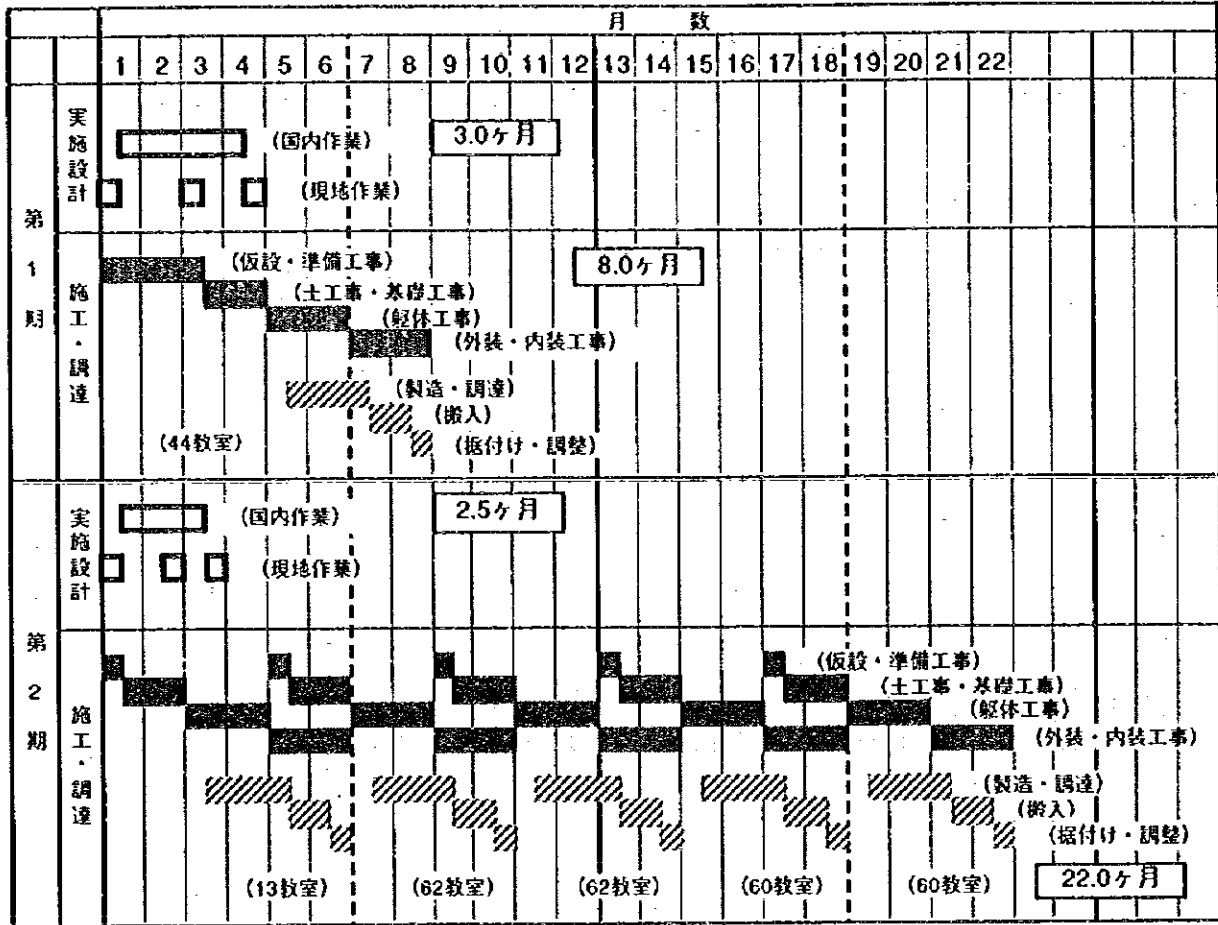 月 数
1 2 3 4 5 6 7 8 9 10 11 12 13 14 15 16 17 18 19 20 21 22
第1期
実施設計
(国内作業)
3.0ヶ月
(現地作業)
施工・調達
(仮設・準備工事)
8.0ヶ月
(土工事・基礎工事)
(躯体工事)
(外装・内装工事)
(製造・調達)
(搬入)
(44教室)
(据付け・調整)
第2期
実施設計
(国内作業)
2.5ヶ月
(現地作業)
施工・調達
(仮設・準備工事)
(土工事・基礎工事)
(躯体工事)
(外装・内装工事)
(製造・調達)
(搬入)
(据付け・調整)
(13教室) (62教室) (62教室) (60教室) (60教室)
22.0ヶ月